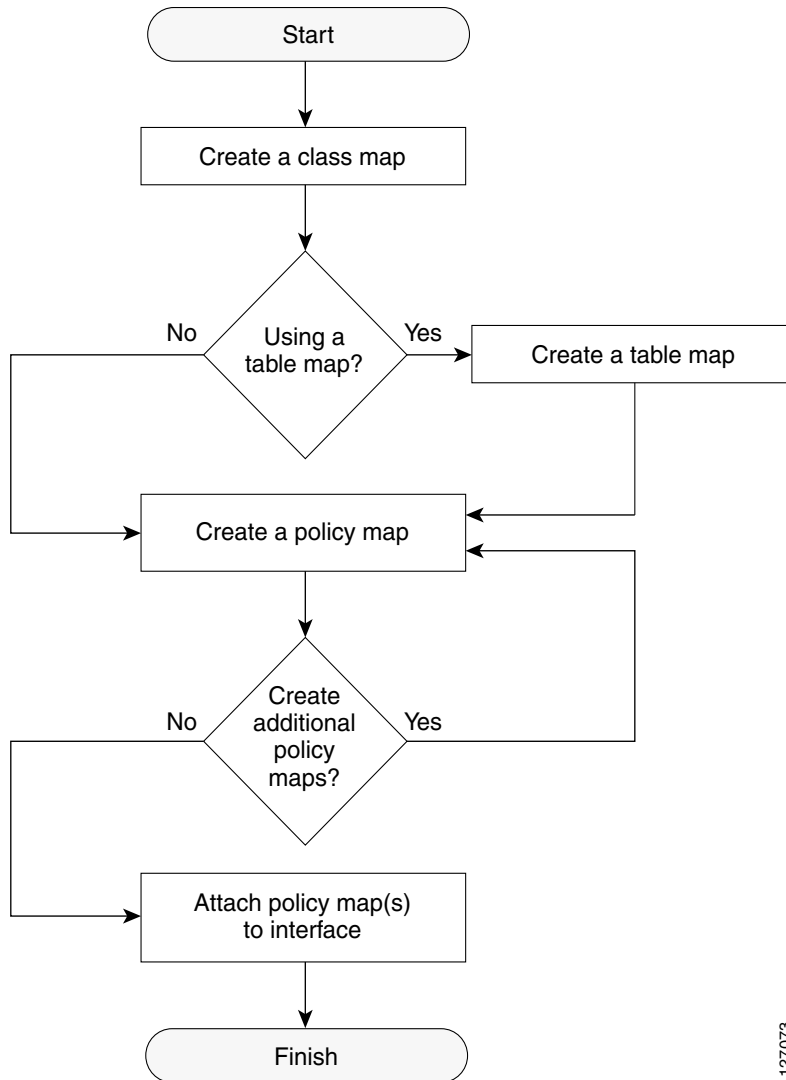 Start
Create a class map
No
Using a
table map?
Yes
Create a table map
Create a policy map
No
Create
additional
policy
maps?
Yes
Attach policy map(s)
to interface
Finish
127073